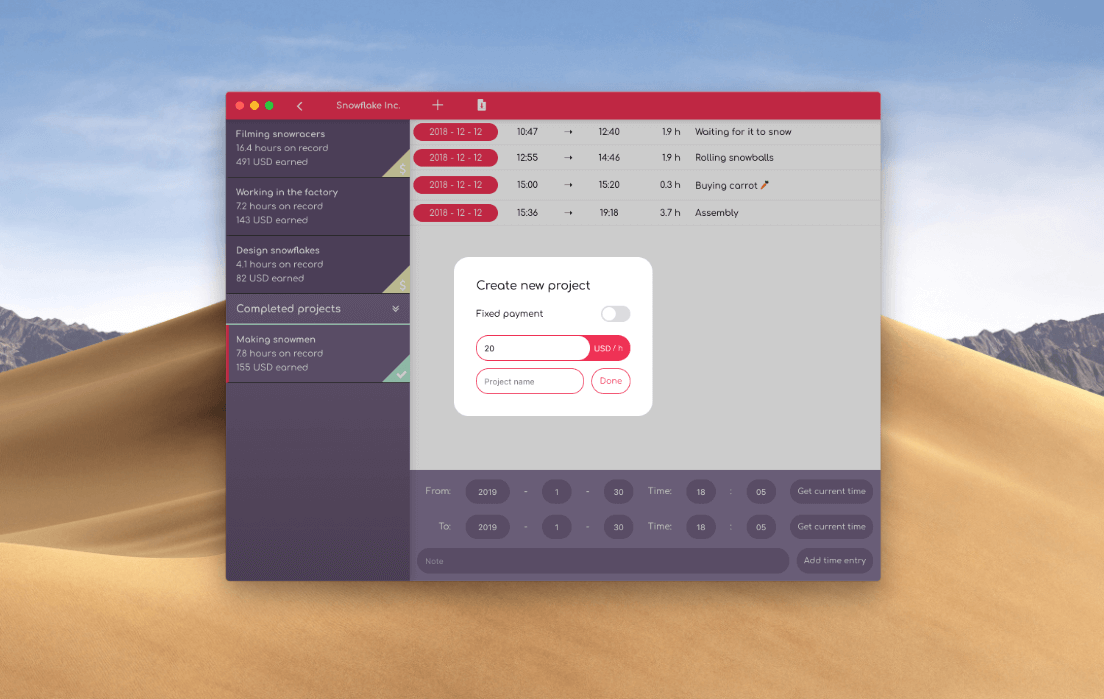 Snowflake Inc.
Filming snowracers
16.4 hours on record
491 USD earned
$
Working in the factory
7.2 hours on record
143 USD earned
Design snowflakes
4.1 hours on record
82 USD earned
$
Completed projects
Making snowmen
7.8 hours on record
155 USD earned
2018 - 12 - 12 10:47 → 12:40 1.9 h Waiting for it to snow
2018 - 12 - 12 12:55 → 14:46 1.9 h Rolling snowballs
2018 - 12 - 12 15:00 → 15:20 0.3 h Buying carrot 🥕
2018 - 12 - 12 15:36 → 19:18 3.7 h Assembly
Create new project
Fixed payment
20 USD / h
Project name Done
From: 2019 - 1 - 30 Time: 18 : 05 Get current time
To: 2019 - 1 - 30 Time: 18 : 05 Get current time
Note Add time entry